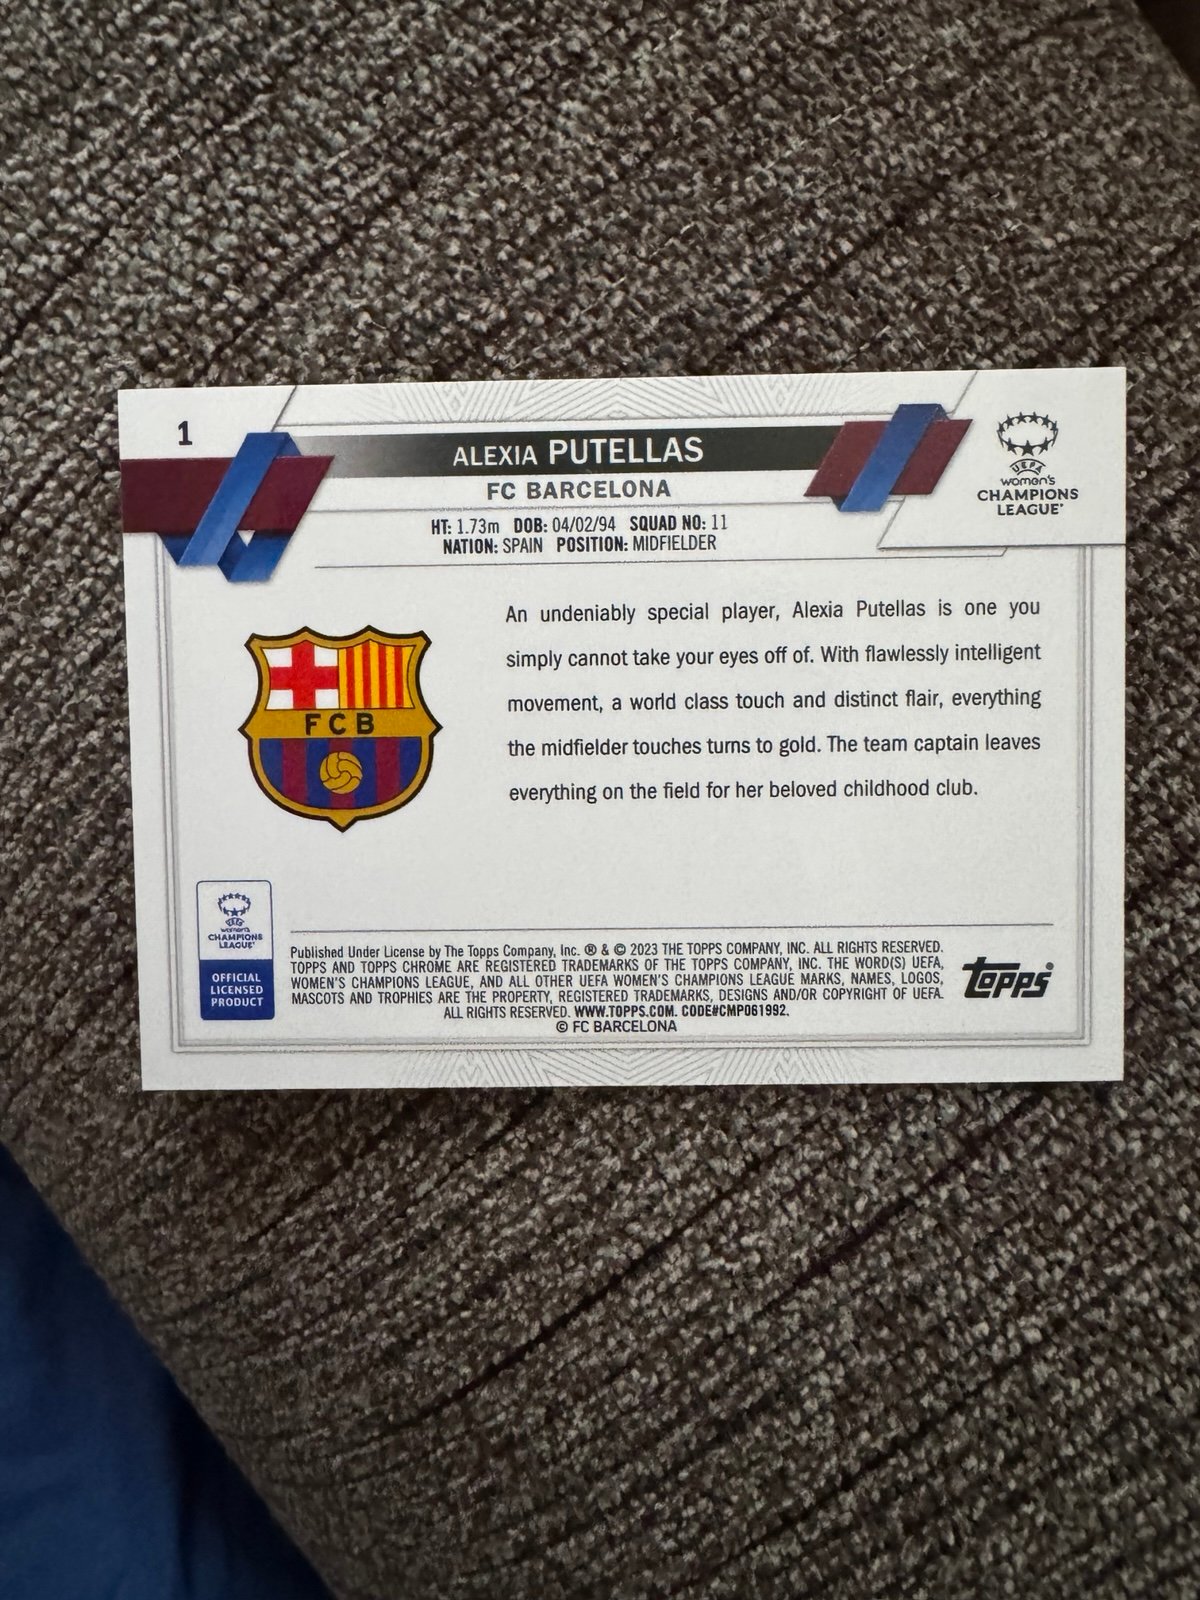 1
ALEXIA PUTELLAS
FC BARCELONA
HT: 1.73m DOB: 04/02/94 SQUAD NO: 11
NATION: SPAIN POSITION: MIDFIELDER
UEFA
women's
CHAMPIONS
LEAGUE
An undeniably special player, Alexia Putellas is one you
simply cannot take your eyes off of. With flawlessly intelligent
movement, a world class touch and distinct flair, everything
the midfielder touches turns to gold. The team captain leaves
everything on the field for her beloved childhood club.
FCB
UEFA
women's
CHAMPIONS
LEAGUE
OFFICIAL
LICENSED
PRODUCT
Published Under License by The Topps Company, Inc. ® & © 2023 THE TOPPS COMPANY, INC. ALL RIGHTS RESERVED.
TOPPS AND TOPPS CHROME ARE REGISTERED TRADEMARKS OF THE TOPPS COMPANY, INC. THE WORD(S) UEFA,
WOMEN'S CHAMPIONS LEAGUE, AND ALL OTHER UEFA WOMEN'S CHAMPIONS LEAGUE MARKS, NAMES, LOGOS,
MASCOTS AND TROPHIES ARE THE PROPERTY, REGISTERED TRADEMARKS, DESIGNS AND/OR COPYRIGHT OF UEFA.
ALL RIGHTS RESERVED. WWW.TOPPS.COM. CODE#CMP061992.
© FC BARCELONA
topps®